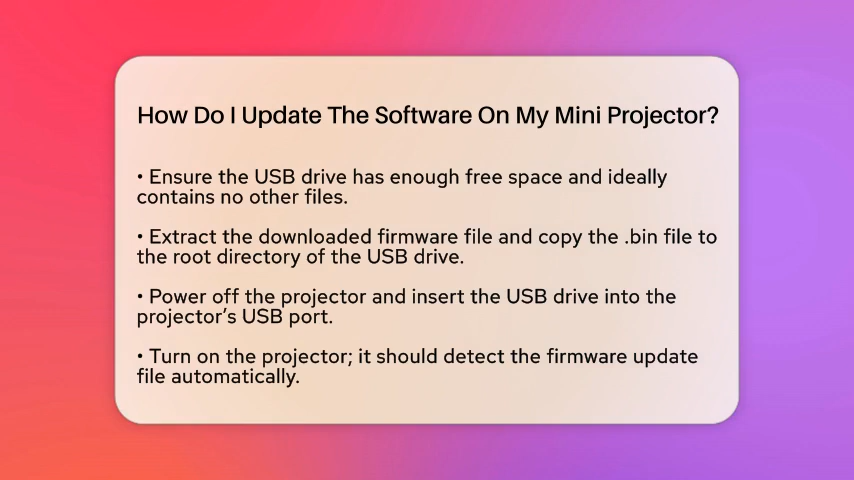 How Do I Update The Software On My Mini Projector?
• Ensure the USB drive has enough free space and ideally
contains no other files.
• Extract the downloaded firmware file and copy the .bin file to
the root directory of the USB drive.
• Power off the projector and insert the USB drive into the
projector’s USB port.
• Turn on the projector; it should detect the firmware update
file automatically.